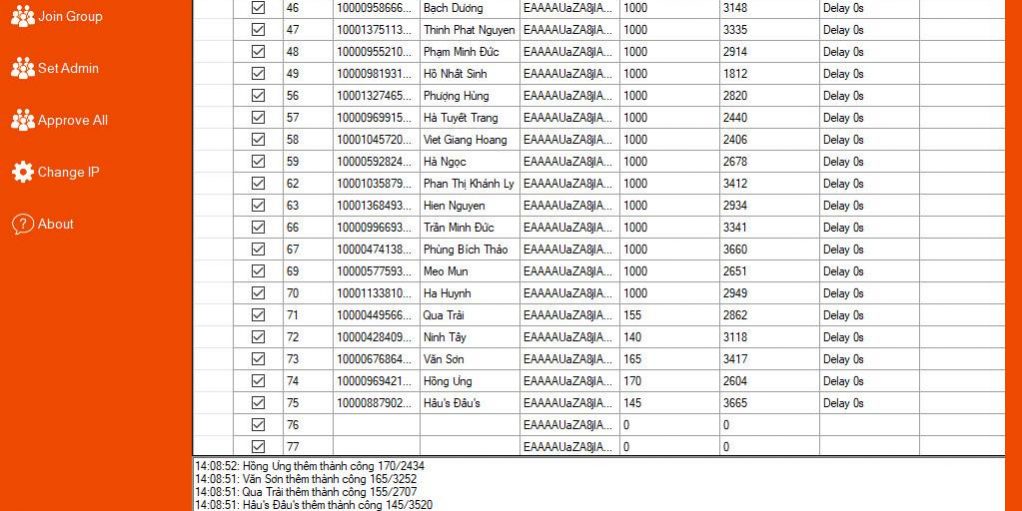 Join Group
Set Admin
Approve All
Change IP
? About
46 10000958666... Bạch Dương EAAAAUaZA8jIA... 1000 3148 Delay 0s
47 10001375113... Thinh Phat Nguyen EAAAAUaZA8jIA... 1000 3335 Delay 0s
48 10000955210... Phạm Minh Đức EAAAAUaZA8jIA... 1000 2914 Delay 0s
49 10000981931... Hồ Nhất Sinh EAAAAUaZA8jIA... 1000 1812 Delay 0s
56 10001327465... Phượng Hùng EAAAAUaZA8jIA... 1000 2820 Delay 0s
57 10000969915... Hà Tuyết Trang EAAAAUaZA8jIA... 1000 2440 Delay 0s
58 10001045720... Viet Giang Hoang EAAAAUaZA8jIA... 1000 2406 Delay 0s
59 10000592824... Hà Ngọc EAAAAUaZA8jIA... 1000 2678 Delay 0s
62 10001035879... Phan Thị Khánh Ly EAAAAUaZA8jIA... 1000 3412 Delay 0s
63 10001368493... Hien Nguyen EAAAAUaZA8jIA... 1000 2934 Delay 0s
66 10000996693... Trần Minh Đức EAAAAUaZA8jIA... 1000 3341 Delay 0s
67 10000474138... Phùng Bích Thảo EAAAAUaZA8jIA... 1000 3660 Delay 0s
69 10000577593... Meo Mun EAAAAUaZA8jIA... 1000 2651 Delay 0s
70 10001133810... Ha Huynh EAAAAUaZA8jIA... 1000 2949 Delay 0s
71 10000449566... Qua Trải EAAAAUaZA8jIA... 155 2862 Delay 0s
72 10000428409... Ninh Tây EAAAAUaZA8jIA... 140 3118 Delay 0s
73 10000676864... Văn Sơn EAAAAUaZA8jIA... 165 3417 Delay 0s
74 10000969421... Hồng Ưng EAAAAUaZA8jIA... 170 2604 Delay 0s
75 10000887902... Hâu's Đâu's EAAAAUaZA8jIA... 145 3665 Delay 0s
76 EAAAAUaZA8jIA... 0 0
77 EAAAAUaZA8jIA... 0 0
14:08:52: Hồng Ưng thêm thành công 170/2434
14:08:51: Văn Sơn thêm thành công 165/3252
14:08:51: Qua Trải thêm thành công 155/2707
14:08:51: Hâu's Đâu's thêm thành công 145/3520